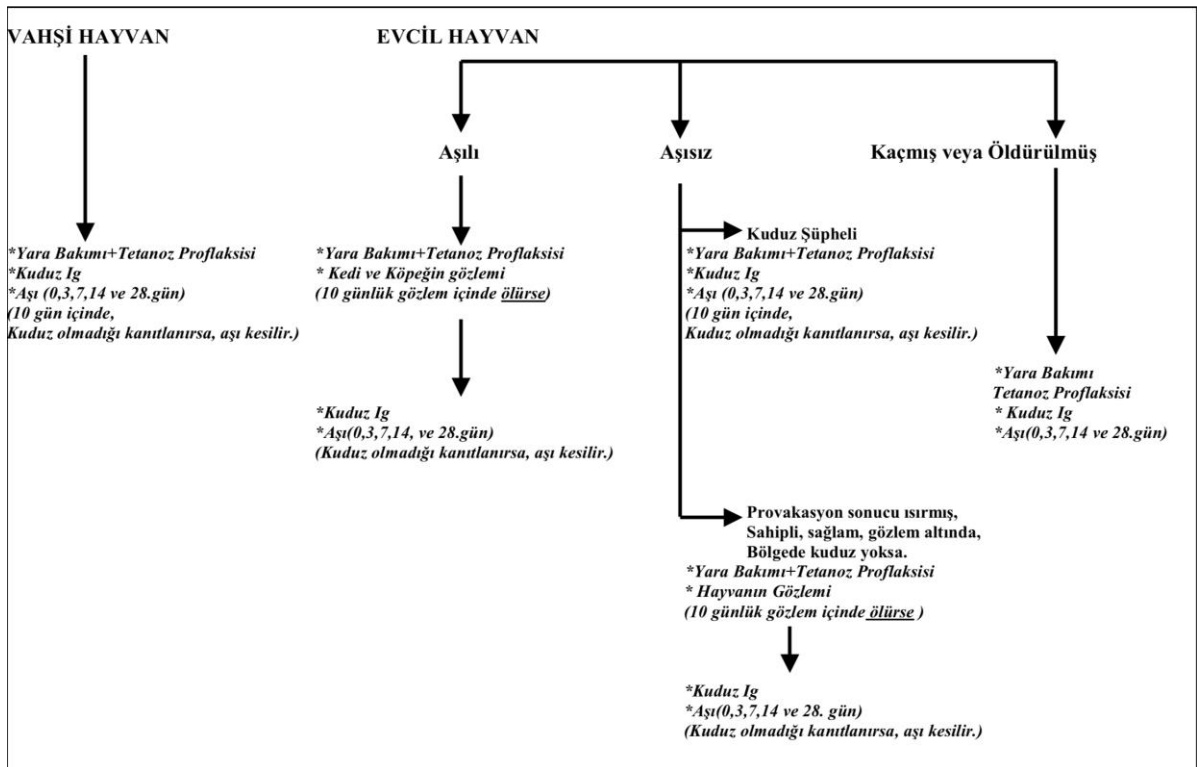 VAHŞİ HAYVAN
EVCİL HAYVAN
Aşılı
Aşısız
Kaçmış veya Öldürülmüş
*Yara Bakımı+Tetanoz Proflaksisi
*Kuduz Ig
*Aşı (0,3,7,14 ve 28.gün)
(10 gün içinde,
Kuduz olmadığı kanıtlanırsa, aşı kesilir.)
*Yara Bakımı+Tetanoz Proflaksisi
* Kedi ve Köpeğin gözlemi
(10 günlük gözlem içinde ölürse)
*Kuduz Ig
*Aşı(0,3,7,14, ve 28.gün)
(Kuduz olmadığı kanıtlanırsa, aşı kesilir.)
Kuduz Şüpheli
*Yara Bakımı+Tetanoz Proflaksisi
*Kuduz Ig
*Aşı (0,3,7,14 ve 28.gün)
(10 gün içinde,
Kuduz olmadığı kanıtlanırsa, aşı kesilir.)
Provakasyon sonucu ısırmış,
Sahipli, sağlam, gözlem altında,
Bölgede kuduz yoksa.
*Yara Bakımı+Tetanoz Proflaksisi
* Hayvanın Gözlemi
(10 günlük gözlem içinde ölürse )
*Kuduz Ig
*Aşı(0,3,7,14 ve 28. gün)
(Kuduz olmadığı kanıtlanırsa, aşı kesilir.)
*Yara Bakımı
Tetanoz Proflaksisi
* Kuduz Ig
*Aşı(0,3,7,14 ve 28.gün)